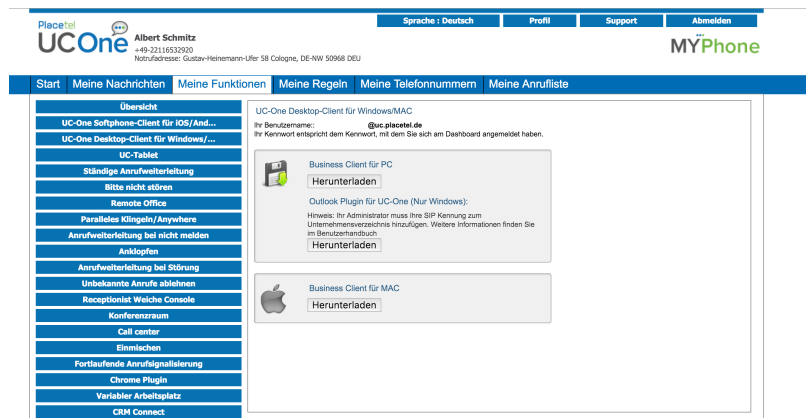 Placetel
UCOne
Albert Schmitz
+49-22116532920
Notrufadresse: Gustav-Heinemann-Ufer 58 Cologne, DE-NW 50968 DEU
Sprache : Deutsch Profil Support Abmelden
MYPhone
Start Meine Nachrichten Meine Funktionen Meine Regeln Meine Telefonnummern Meine Anrufliste
Übersicht
UC-One Softphone-Client für iOS/And...
UC-One Desktop-Client für Windows/...
UC-Tablet
Ständige Anrufweiterleitung
Bitte nicht stören
Remote Office
Paralleles Klingeln/Anywhere
Anrufweiterleitung bei nicht melden
Anklopfen
Anrufweiterleitung bei Störung
Unbekannte Anrufe ablehnen
Receptionist Weiche Console
Konferenzraum
Call center
Einmischen
Fortlaufende Anrufsignalisierung
Chrome Plugin
Variabler Arbeitsplatz
CRM Connect
UC-One Desktop-Client für Windows/MAC
Ihr Benutzername:: @uc.placetel.de
Ihr Kennwort entspricht dem Kennwort, mit dem Sie sich am Dashboard angemeldet haben.
Business Client für PC
Herunterladen
Outlook Plugin für UC-One (Nur Windows):
Hinweis: Ihr Administrator muss Ihre SIP Kennung zum
Unternehmensverzeichnis hinzufügen. Weitere Informationen finden Sie
im Benutzerhandbuch
Herunterladen
Business Client für MAC
Herunterladen